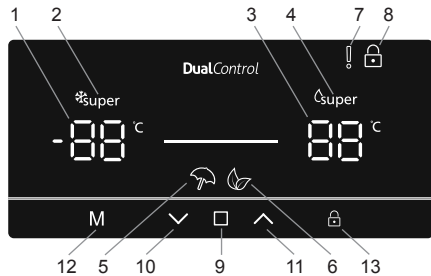 1 2 3 4 7 8
DualControl
super super
-88 °C 88 °C
M
12 5 10 9 11 6 13